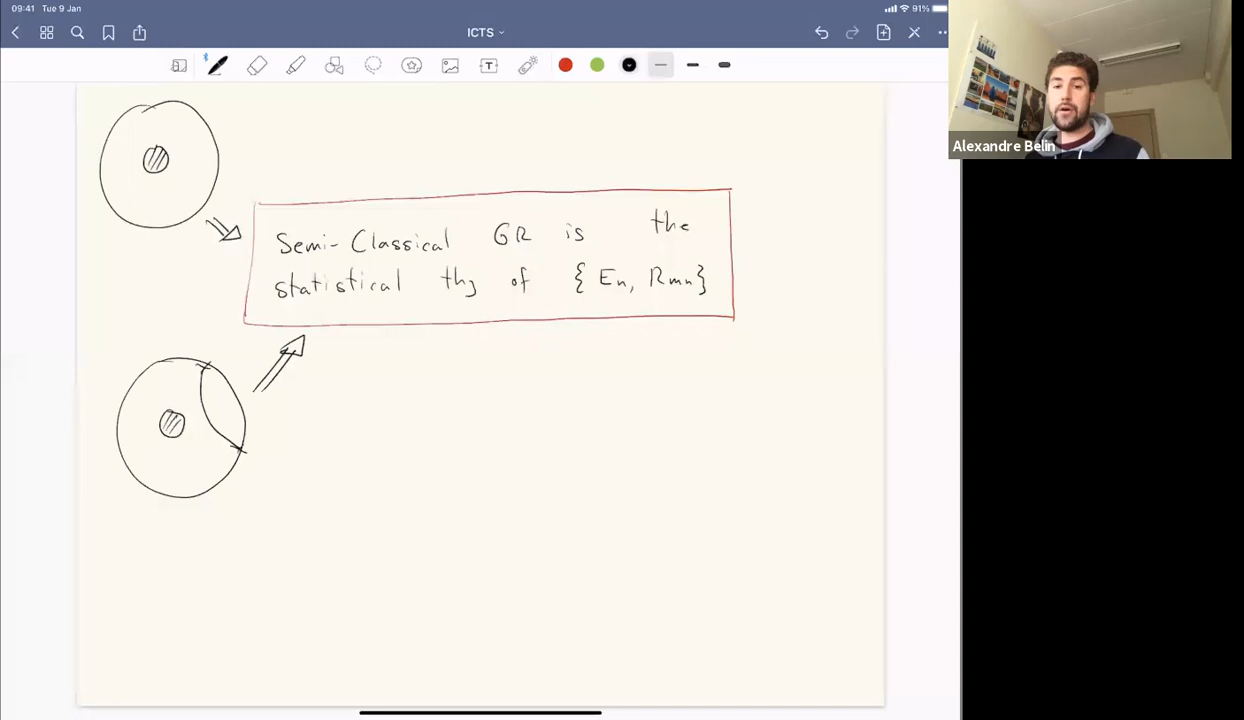 09:41 Tue 9 Jan
91%
ICTS
Alexandre Belin
Semi-Classical GR is the
statistical thy of { En, Rmn}